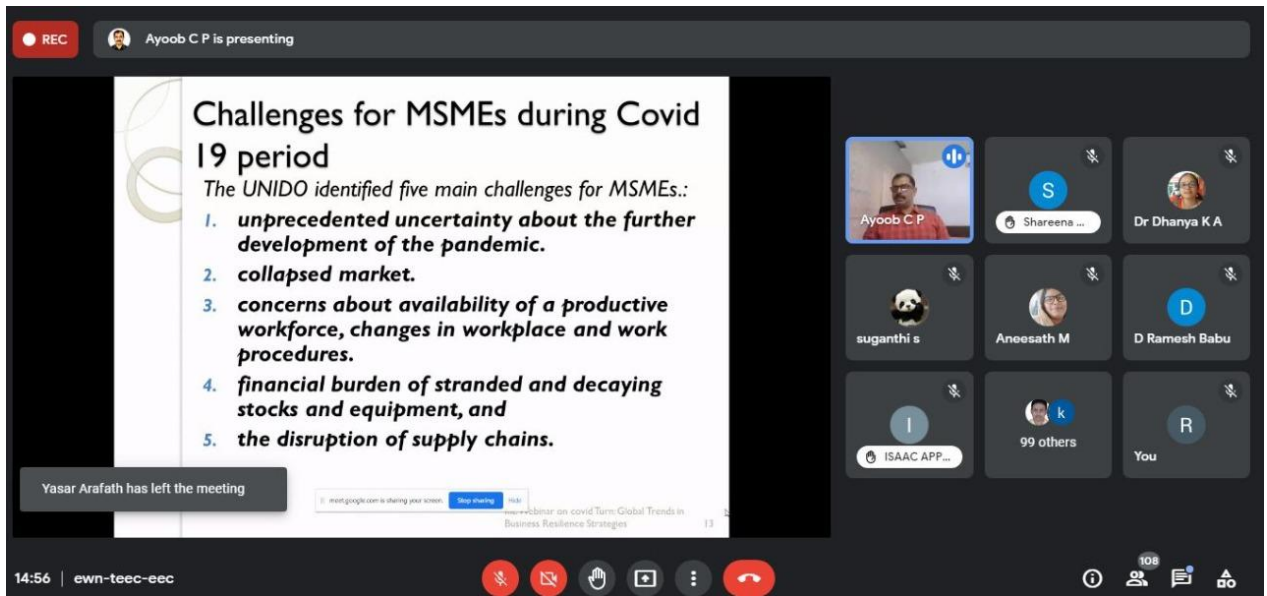 REC
Ayoob C P is presenting
Challenges for MSMEs during Covid
19 period
The UNIDO identified five main challenges for MSMEs.:
1. unprecedented uncertainty about the further
development of the pandemic.
2. collapsed market.
3. concerns about availability of a productive
workforce, changes in workplace and work
procedures.
4. financial burden of stranded and decaying
stocks and equipment, and
5. the disruption of supply chains.
meet.google.com is sharing your screen. Stop sharing Hide
Webinar on covid Turn: Global Trends in
Business Resilience Strategies 13
Yasar Arafath has left the meeting
Ayoob C P
S
Shareena ...
Dr Dhanya K A
suganthi s
Aneesath M
D
D Ramesh Babu
I
ISAAC APP...
k
99 others
R
You
14:56 | ewn-teec-eec
108